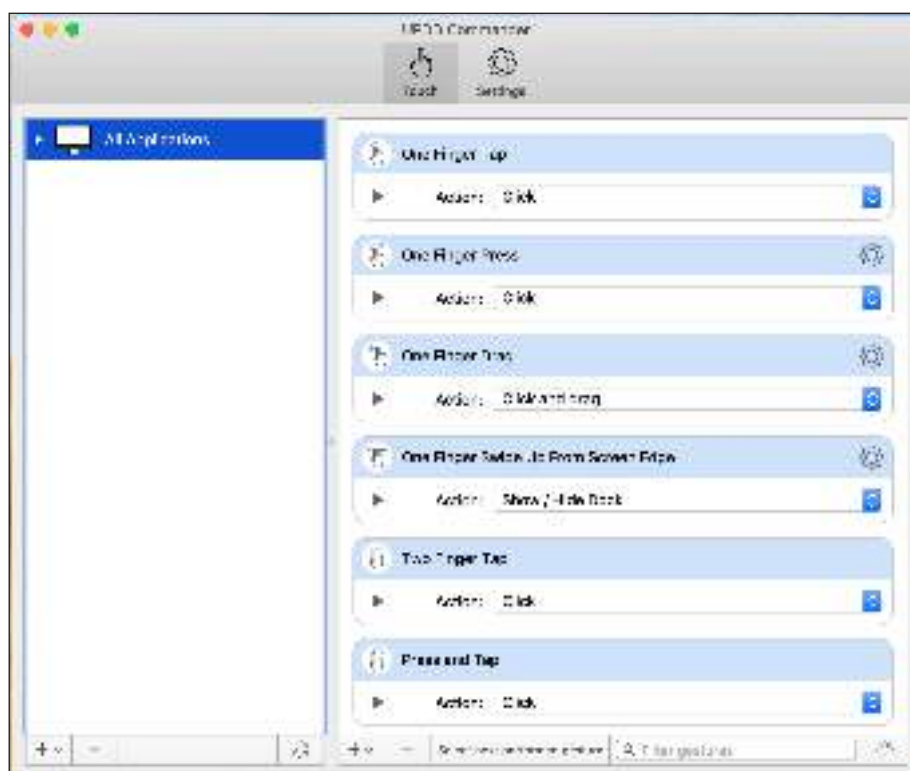 UPDD Commander
Touch
Settings
All Applications
One Finger Tap
Action: Click
One Finger Press
Action: Click
One Finger Drag
Action: Click and drag
One Finger Swipe Up From Screen Edge
Action: Show / Hide Dock
Two Finger Tap
Action: Click
Press and Tap
Action: Click
Filter gestures